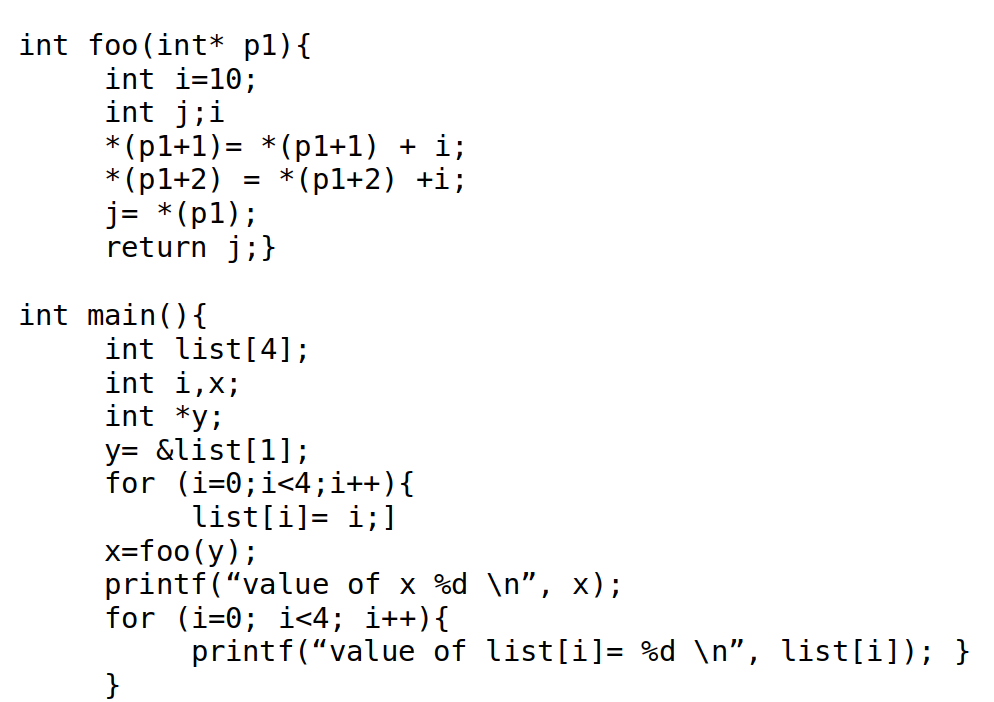 int foo(int* p1){
int i=10;
int j;i
*(p1+1)= *(p1+1) + i;
*(p1+2) = *(p1+2) +i;
j= *(p1);
return j;}
int main(){
int list[4];
int i,x;
int *y;
y= &list[1];
for (i=0;i<4;i++){
list[i]= i;]
x=foo(y);
printf(“value of x %d \n”, x);
for (i=0; i<4; i++){
printf(“value of list[i]= %d \n”, list[i]); }
}